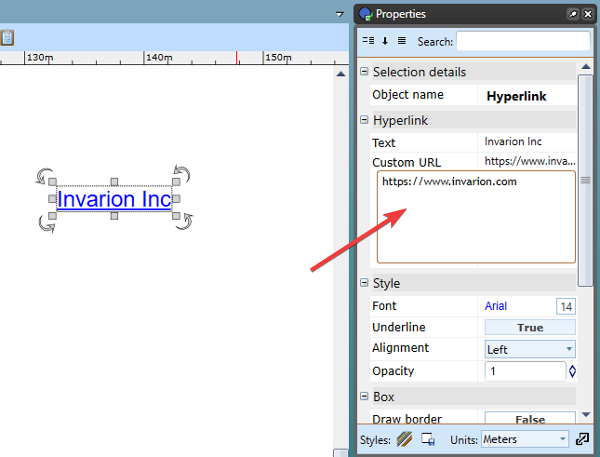 Properties
Search:
130m 140m 150m
Selection details
Object name Hyperlink
Hyperlink
Text Invarion Inc
Custom URL https://www.inva...
https://www.invarion.com
Invarion Inc
Style
Font Arial 14
Underline True
Alignment Left
Opacity 1
Box
Draw border False
Styles: Units: Meters